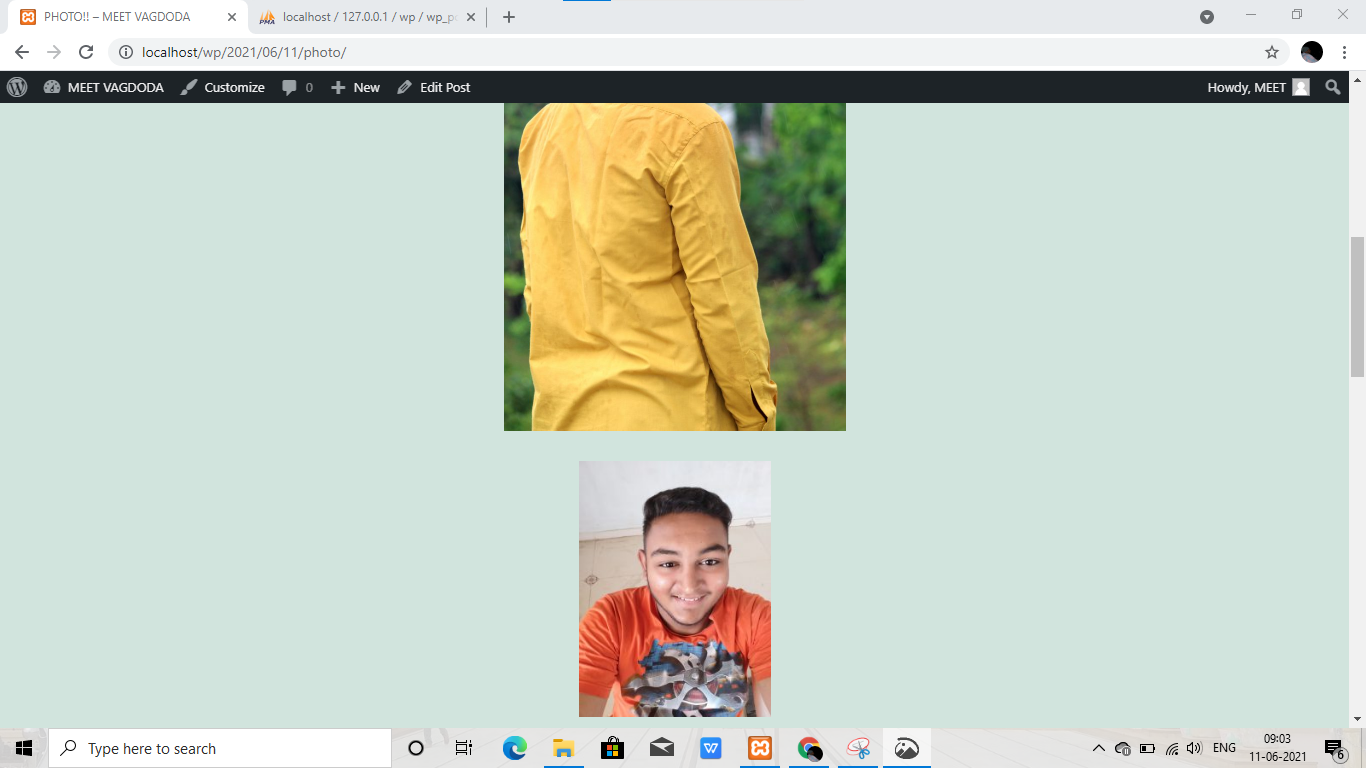 PHOTO!! – MEET VAGDODA
localhost / 127.0.0.1 / wp / wp_po
localhost/wp/2021/06/11/photo/
MEET VAGDODA
Customize
0
New
Edit Post
Howdy, MEET
Type here to search
ENG
09:03
11-06-2021
6